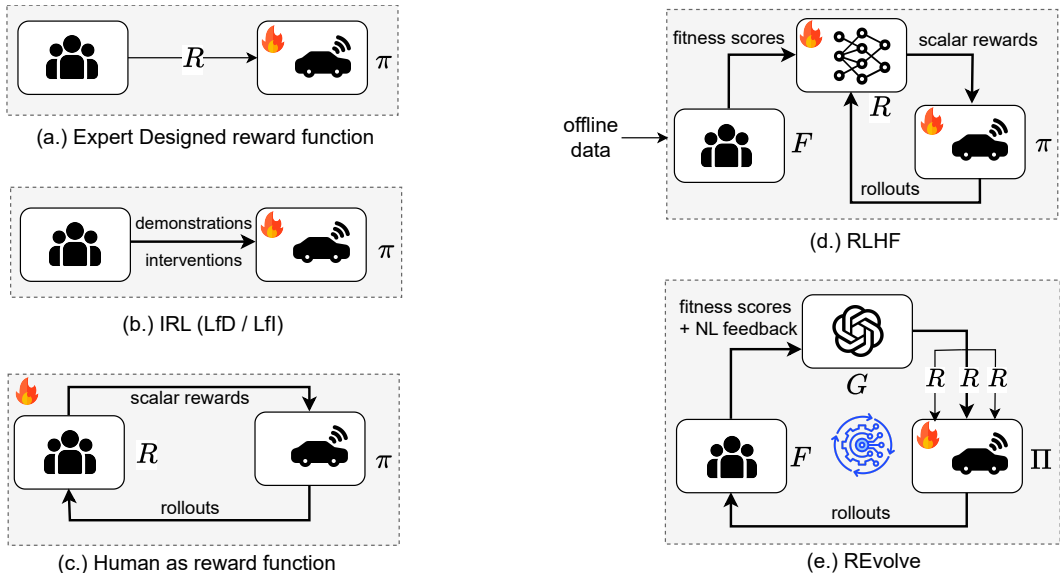 R
π
(a.) Expert Designed reward function
demonstrations
interventions
π
(b.) IRL (LfD / LfI)
scalar rewards
R
π
rollouts
(c.) Human as reward function
fitness scores
scalar rewards
R
offline
data
F
π
rollouts
(d.) RLHF
fitness scores
+ NL feedback
G
R R R
F
Π
rollouts
(e.) REvolve